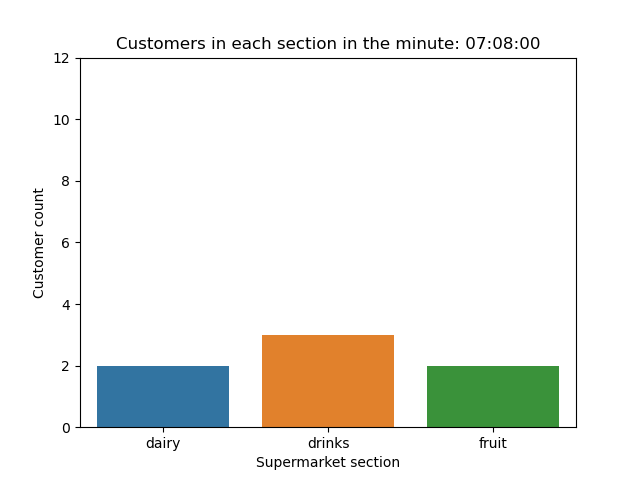 Customers in each section in the minute: 07:08:00
12
10
8
6
4
2
0
Customer count
dairy drinks fruit
Supermarket section